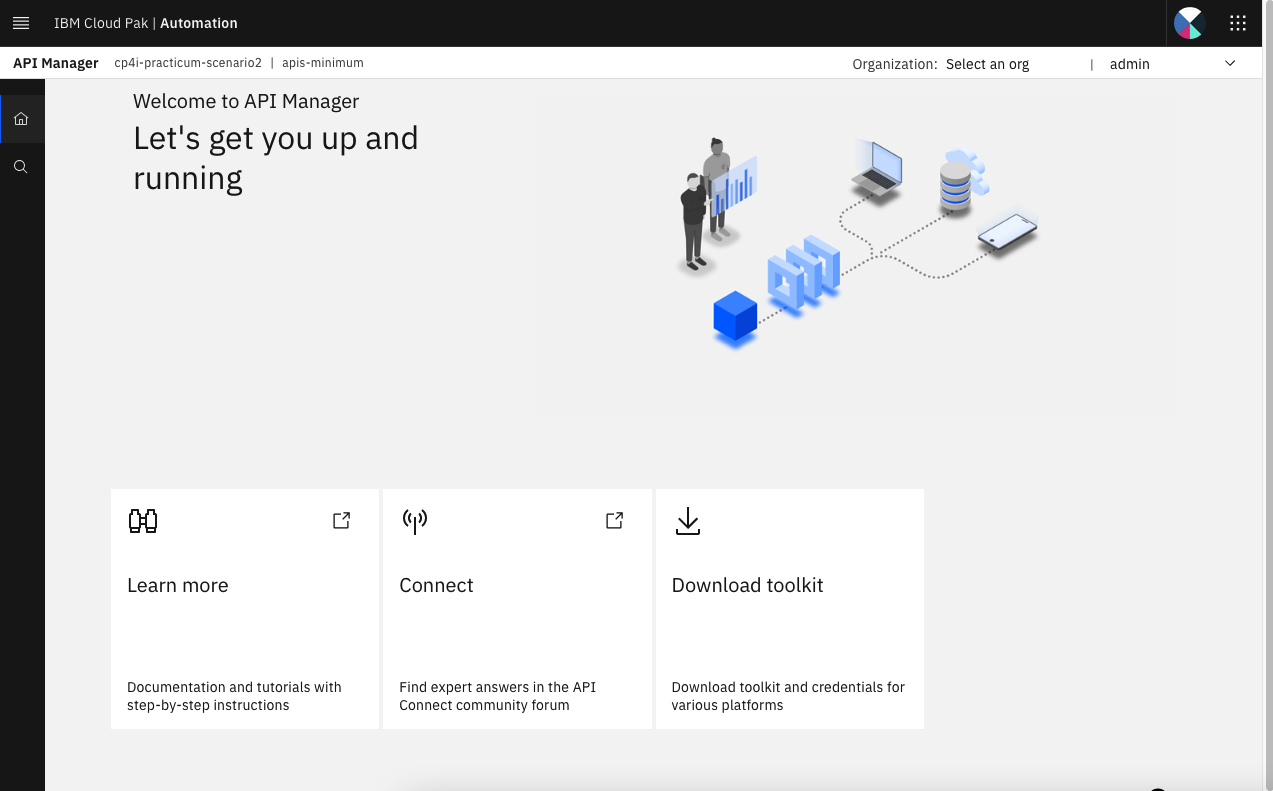 IBM Cloud Pak | Automation
API Manager cp4i-practicum-scenario2 | apis-minimum Organization: Select an org | admin
Welcome to API Manager
Let's get you up and
running
Learn more
Documentation and tutorials with
step-by-step instructions
Connect
Find expert answers in the API
Connect community forum
Download toolkit
Download toolkit and credentials for
various platforms